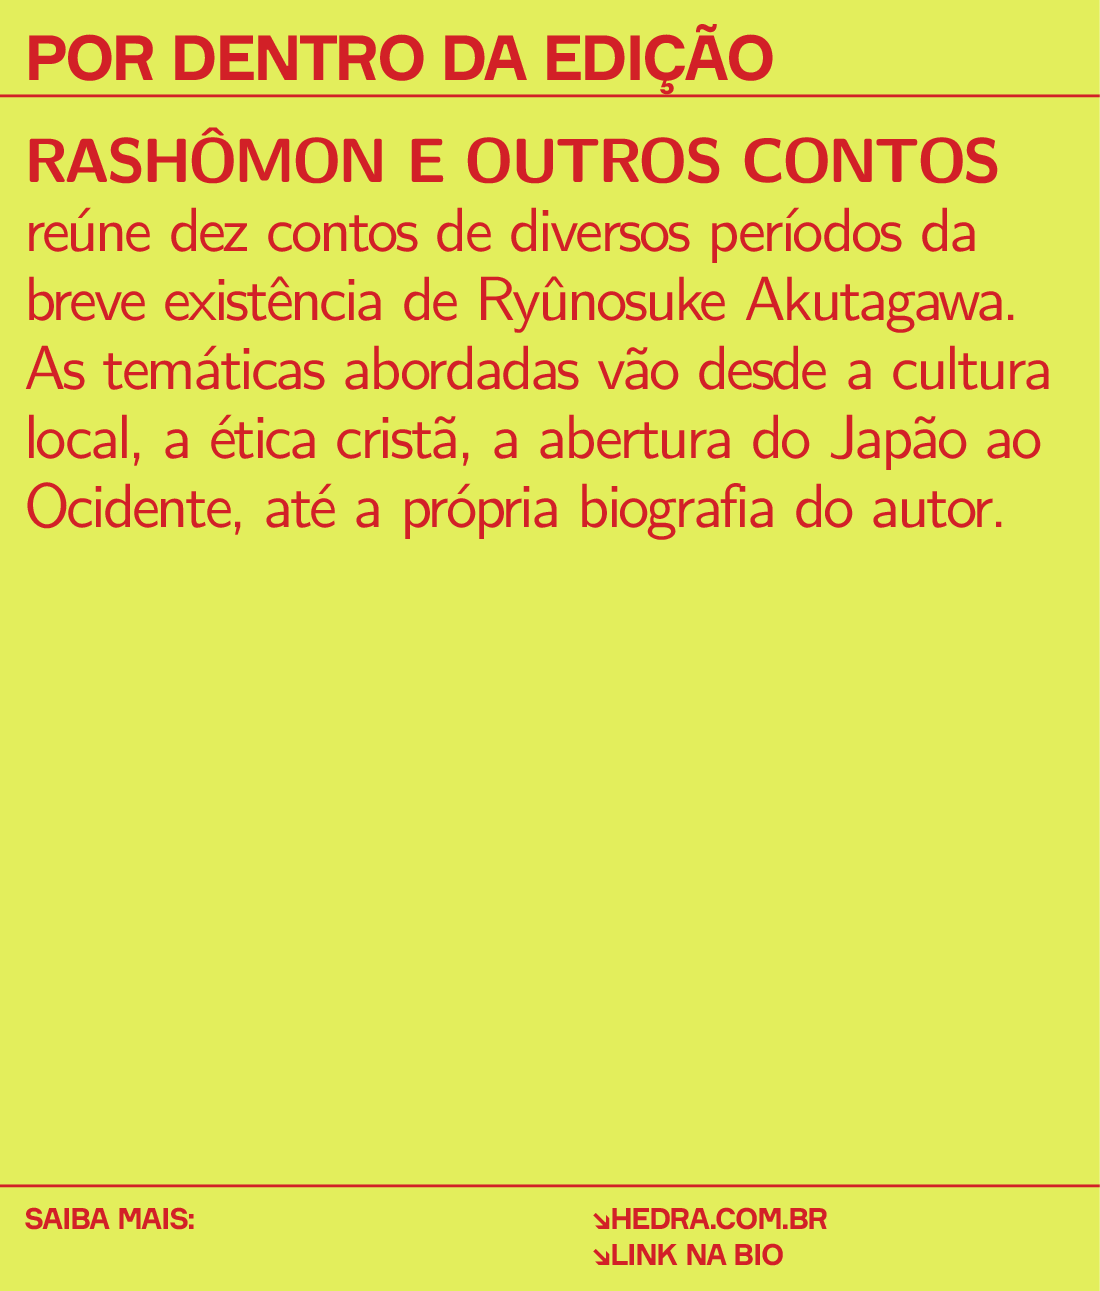 POR DENTRO DA EDIÇÃO
RASHÔMON E OUTROS CONTOS
reúne dez contos de diversos períodos da
breve existência de Ryûnosuke Akutagawa.
As temáticas abordadas vão desde a cultura
local, a ética cristã, a abertura do Japão ao
Ocidente, até a própria biografia do autor.
SAIBA MAIS:
↘HEDRA.COM.BR
↘LINK NA BIO